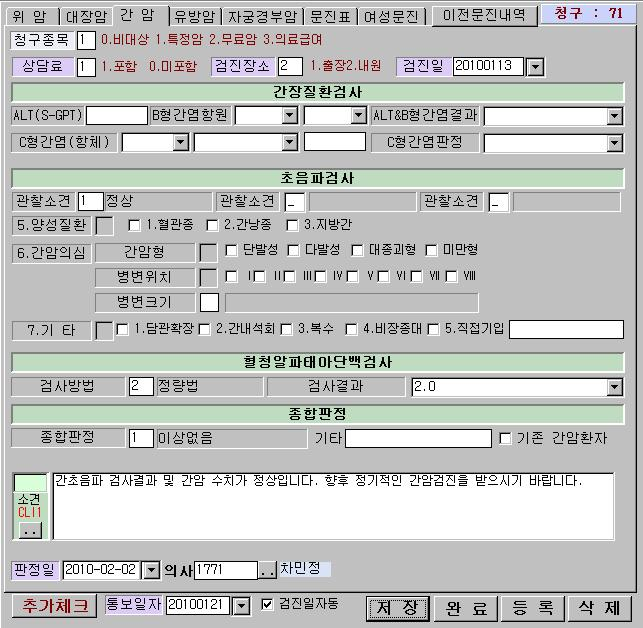 위 암 대장암 간 암 유방암 자궁경부암 문진표 여성문진 이전문진내역 청구 : 71
청구종목 1 0.비대상 1.특정암 2.무료암 3.의료급여
상담료 1 1.포함 0.미포함 검진장소 2 1.출장2.내원 검진일 20100113
간장질환검사
ALT(S-GPT) B형간염항원 ALT&B형간염결과
C형간염(항체) C형간염판정
초음파검사
관찰소견 1 정상 관찰소견 _ 관찰소견 _
5.양성질환 1.혈관종 2.간낭종 3.지방간
6.간암의심 간암형 단발성 다발성 대종괴형 미만형
병변위치 Ⅰ Ⅱ Ⅲ Ⅳ Ⅴ Ⅵ Ⅶ Ⅷ
병변크기
7.기 타 1.담관확장 2.간내석회 3.복수 4.비장종대 5.직접기입
혈청알파태아단백검사
검사방법 2 정량법 검사결과 2.0
종합판정
종합판정 1 이상없음 기타 기존 간암환자
간초음파 검사결과 및 간암 수치가 정상입니다. 향후 정기적인 간암검진을 받으시기 바랍니다.
소견
CLI1
..
판정일 2010-02-02 의사 1771 .. 차민정
추가체크 통보일자 20100121 검진일자동 저 장 완 료 등 록 삭 제